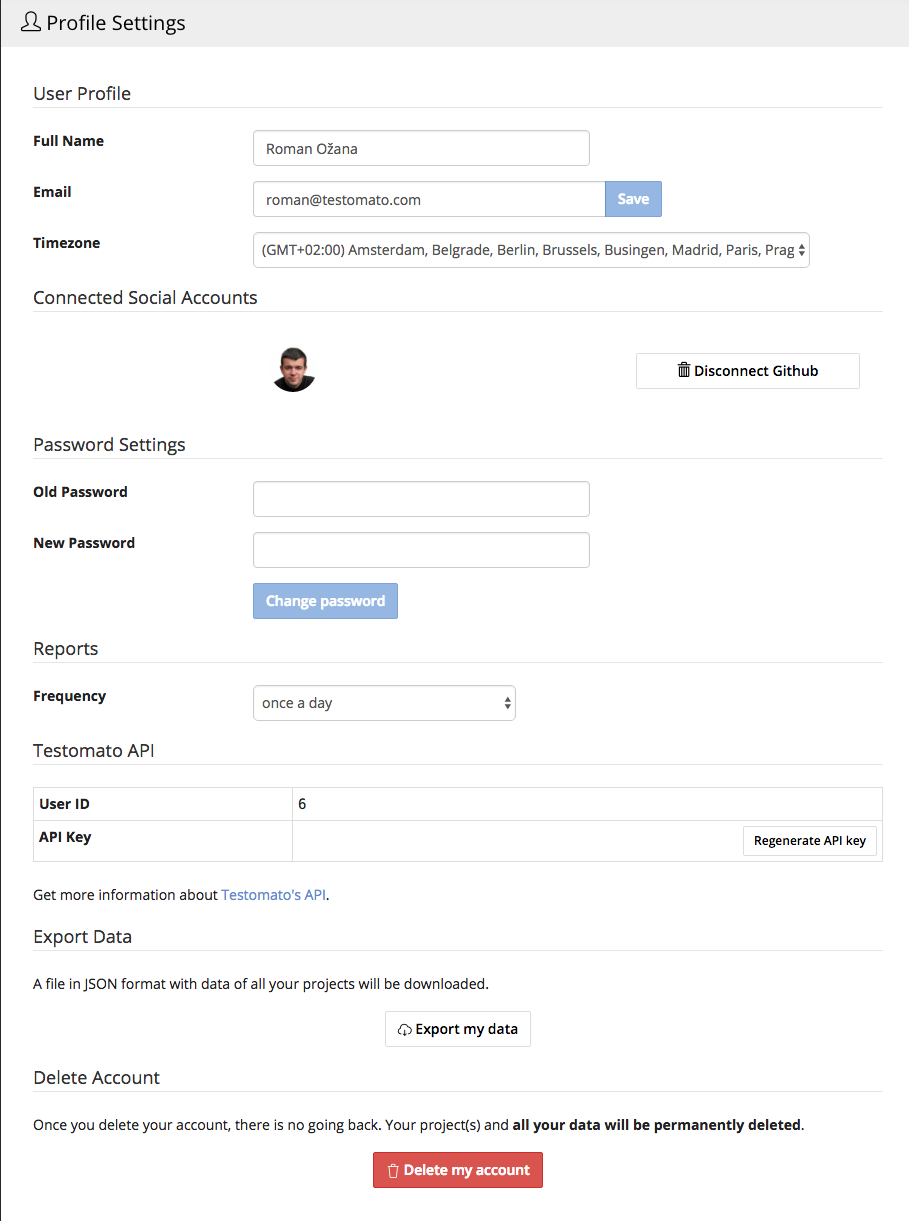 Profile Settings
User Profile
Full Name
Roman Ožana
Email
roman@testomato.com
Save
Timezone
(GMT+02:00) Amsterdam, Belgrade, Berlin, Brussels, Busingen, Madrid, Paris, Prag
Connected Social Accounts
Disconnect Github
Password Settings
Old Password
New Password
Change password
Reports
Frequency
once a day
Testomato API
User ID
6
API Key
Regenerate API key
Get more information about Testomato's API.
Export Data
A file in JSON format with data of all your projects will be downloaded.
Export my data
Delete Account
Once you delete your account, there is no going back. Your project(s) and all your data will be permanently deleted.
Delete my account